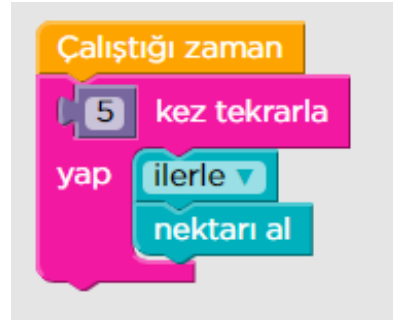 Çalıştığı zaman
5 kez tekrarla
yap ilerle
nektarı al